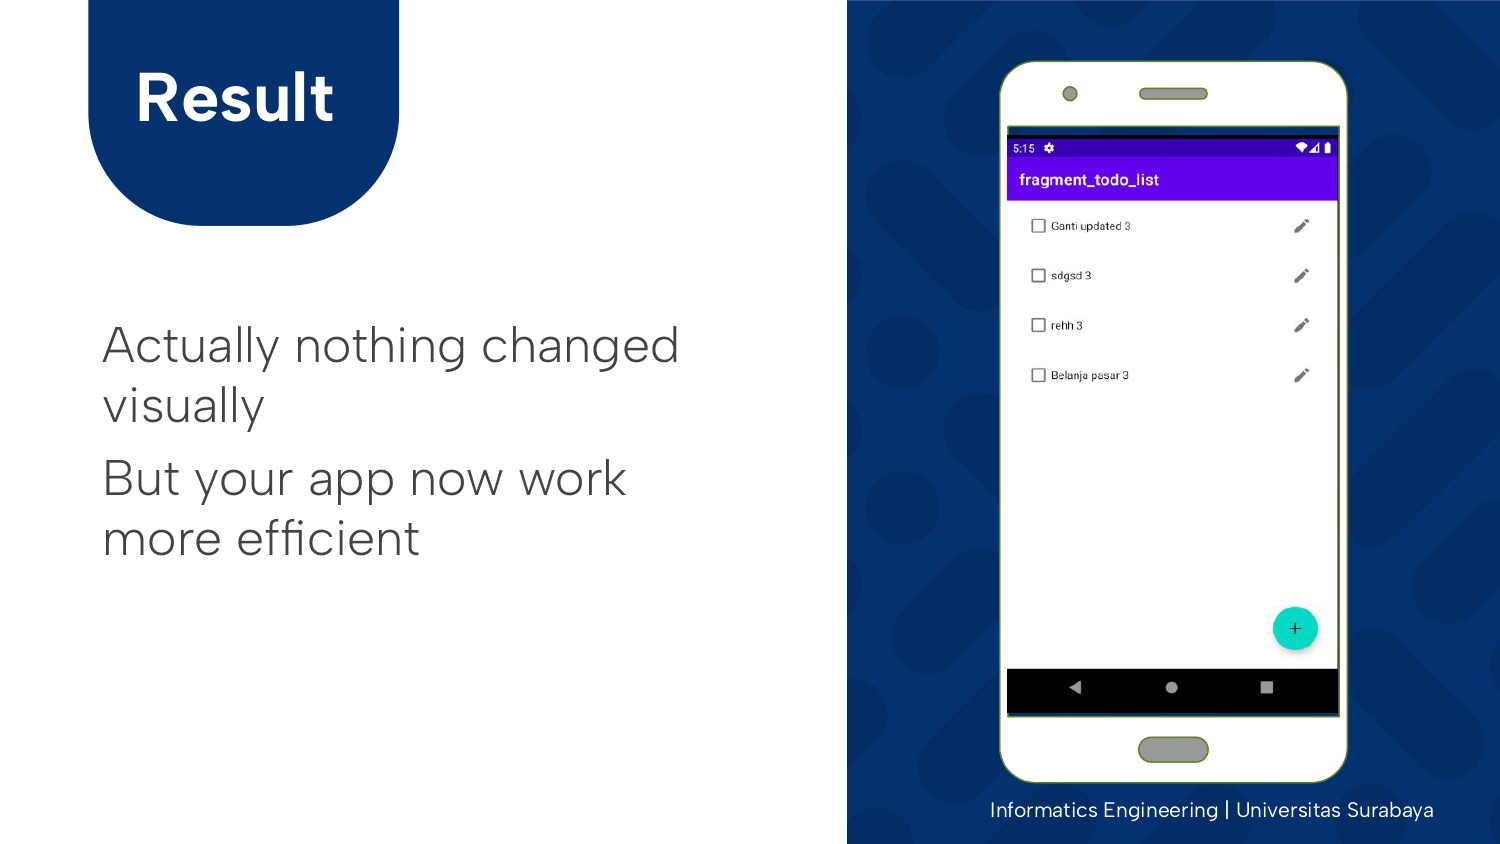 Result
Actually nothing changed
visually
But your app now work
more efficient
5:15
fragment_todo_list
Ganti updated 3
sdgsd 3
rehh 3
Belanja pasar 3
+
Informatics Engineering | Universitas Surabaya